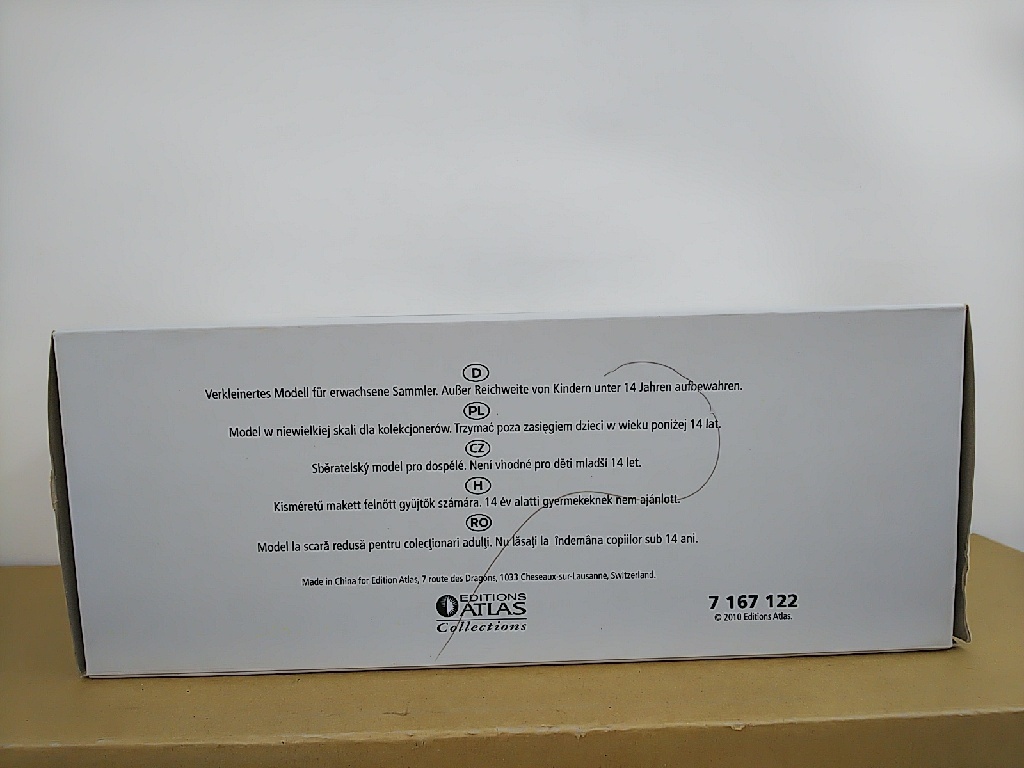 D
Verkleinertes Modell für erwachsene Sammler. Außer Reichweite von Kindern unter 14 Jahren aufbewahren.
PL
Model w niewielkiej skali dla kolekcjonerów. Trzymać poza zasięgiem dzieci w wieku poniżej 14 lat.
CZ
Sběratelský model pro dospělé. Není vhodné pro děti mladší 14 let.
H
Kisméretű makett felnőtt gyűjtők számára. 14 év alatti gyermekeknek nem ajánlott.
RO
Model la scară redusă pentru colecționari adulți. Nu lăsați la îndemâna copiilor sub 14 ani.
Made in China for Edition Atlas, 7 route des Dragons, 1033 Cheseaux-sur-Lausanne, Switzerland.
EDITIONS
ATLAS
Collections
7 167 122
© 2010 Editions Atlas.